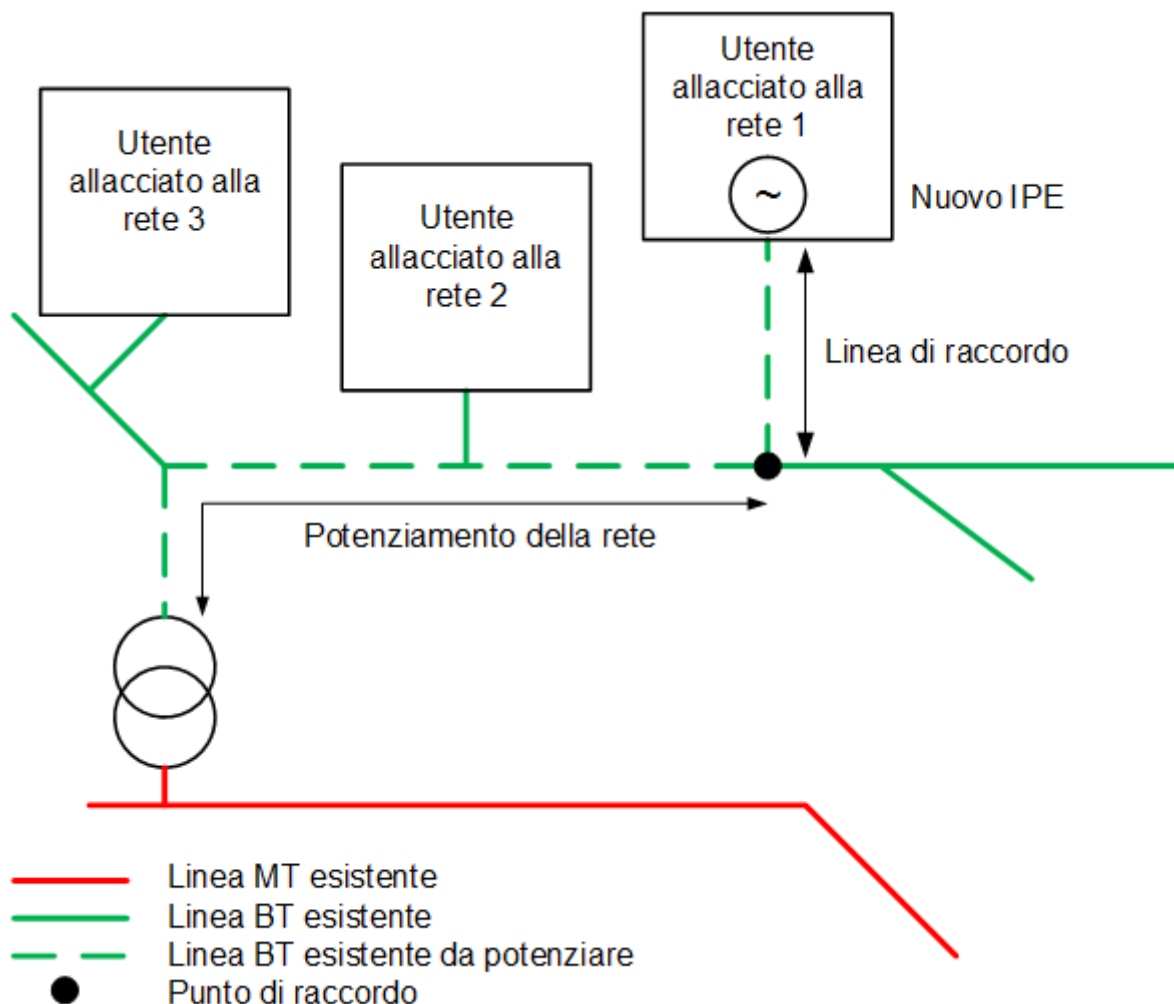 Utente
allacciato alla
rete 1
~
Nuovo IPE
Utente
allacciato alla
rete 3
Utente
allacciato alla
rete 2
Linea di raccordo
Potenziamento della rete
Linea MT esistente
Linea BT esistente
Linea BT esistente da potenziare
Punto di raccordo